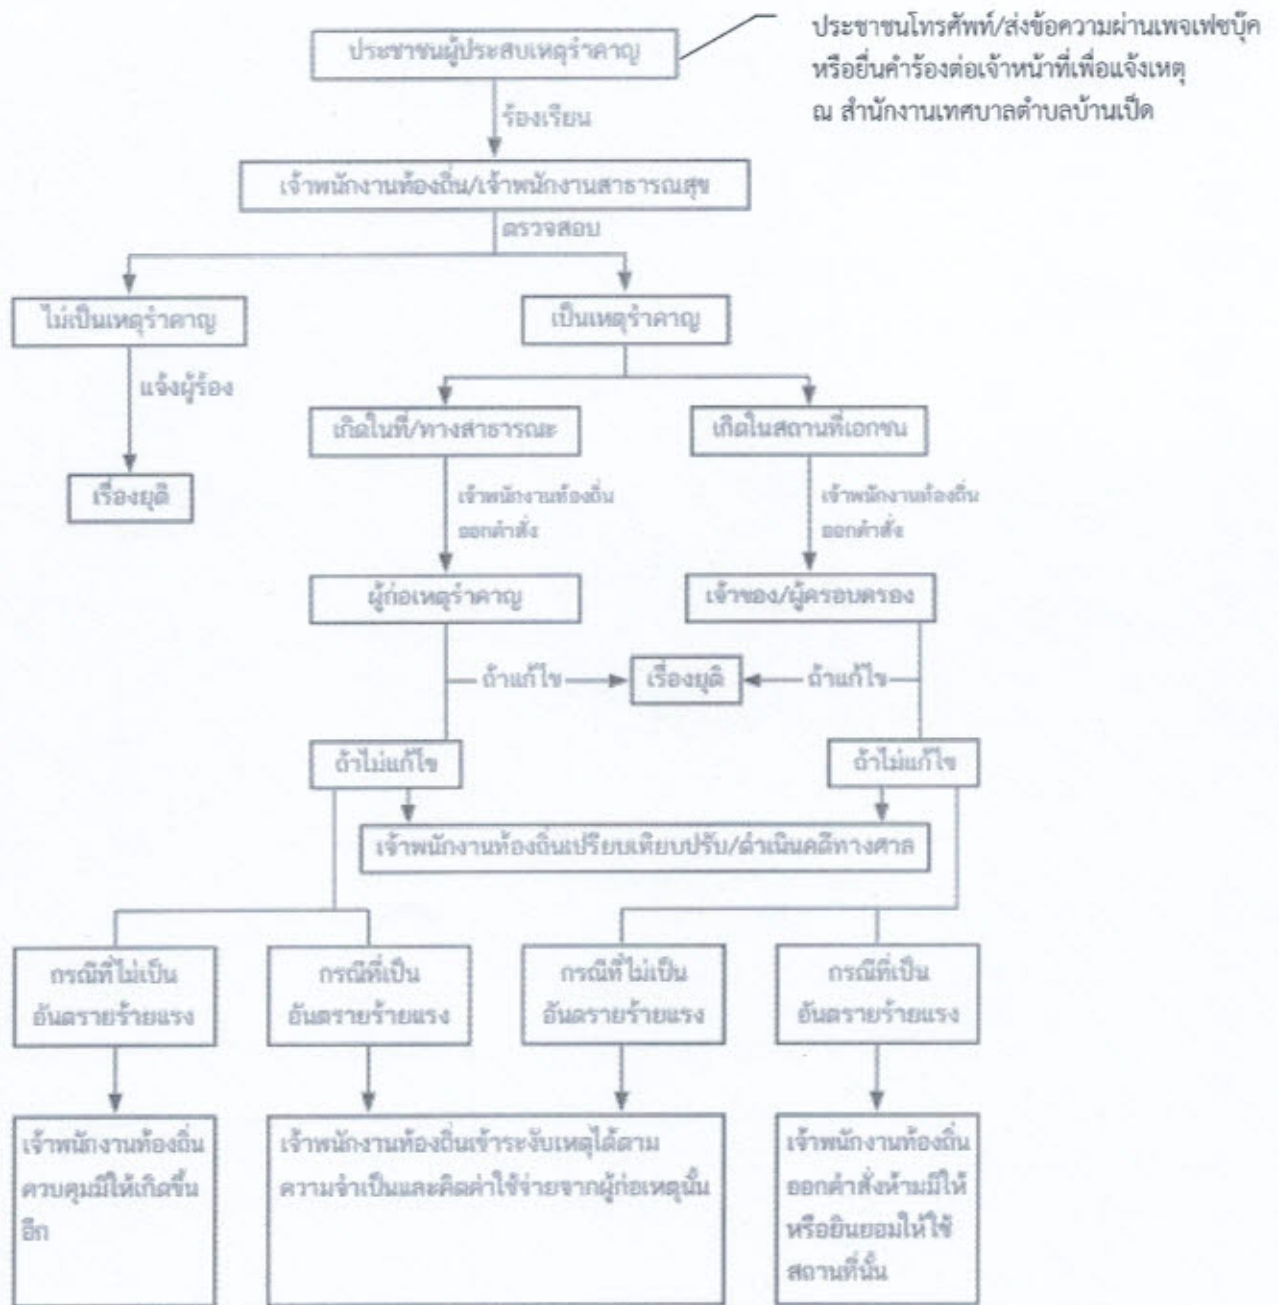 ประชาชนโทรศัพท์/ส่งข้อความผ่านเพจเฟซบุ๊ค
หรือยื่นคำร้องต่อเจ้าหน้าที่เพื่อแจ้งเหตุ
ณ สำนักงานเทศบาลตำบลบ้านเป็ด
ประชาชนผู้ประสบเหตุรำคาญ
ร้องเรียน
เจ้าพนักงานท้องถิ่น/เจ้าพนักงานสาธารณสุข
ตรวจสอบ
ไม่เป็นเหตุรำคาญ
เป็นเหตุรำคาญ
แจ้งผู้ร้อง
เกิดในที่/ทางสาธารณะ
เกิดในสถานที่เอกชน
เรื่องยุติ
เจ้าพนักงานท้องถิ่น
ออกคำสั่ง
เจ้าพนักงานท้องถิ่น
ออกคำสั่ง
ผู้ก่อเหตุรำคาญ
เจ้าของ/ผู้ครอบครอง
ถ้าแก้ไข
เรื่องยุติ
ถ้าแก้ไข
ถ้าไม่แก้ไข
ถ้าไม่แก้ไข
เจ้าพนักงานท้องถิ่นเปรียบเทียบปรับ/ดำเนินคดีทางศาล
กรณีที่ไม่เป็น
อันตรายร้ายแรง
กรณีที่เป็น
อันตรายร้ายแรง
กรณีที่ไม่เป็น
อันตรายร้ายแรง
กรณีที่เป็น
อันตรายร้ายแรง
เจ้าพนักงานท้องถิ่น
ควบคุมมิให้เกิดขึ้น
อีก
เจ้าพนักงานท้องถิ่นเข้าระงับเหตุได้ตาม
ความจำเป็นและคิดค่าใช้จ่ายจากผู้ก่อเหตุนั้น
เจ้าพนักงานท้องถิ่น
ออกคำสั่งห้ามมิให้
หรือยินยอมให้ใช้
สถานที่นั้น